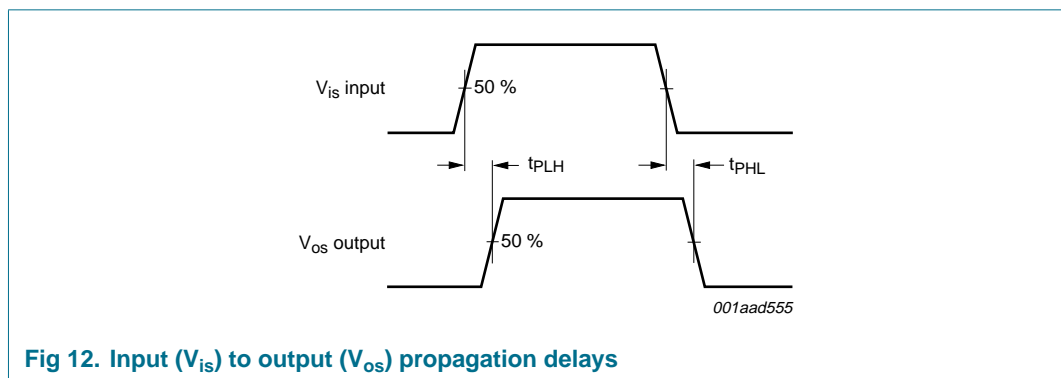 V_is input
50 %
t_PLH
t_PHL
V_os output
50 %
001aad555
Fig 12. Input (V_is) to output (V_os) propagation delays